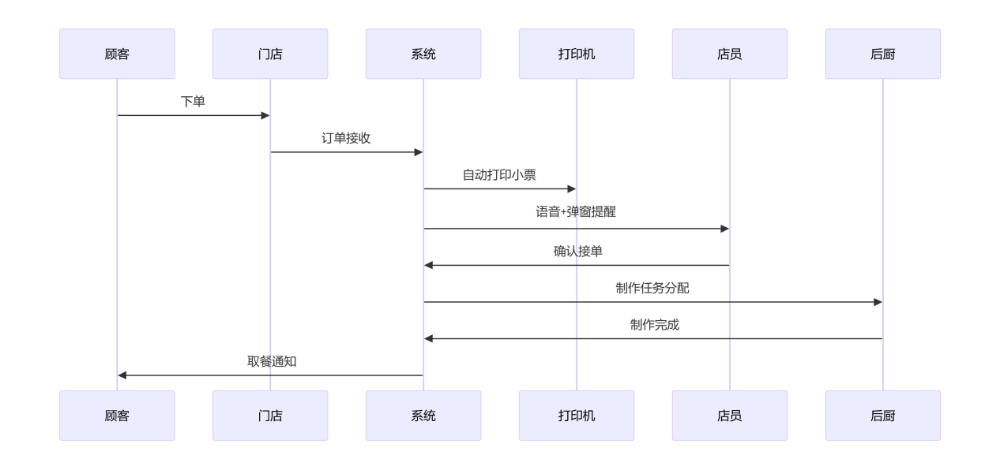 顾客
门店
系统
打印机
店员
后厨
下单
订单接收
自动打印小票
语音+弹窗提醒
确认接单
制作任务分配
制作完成
取餐通知
顾客
门店
系统
打印机
店员
后厨